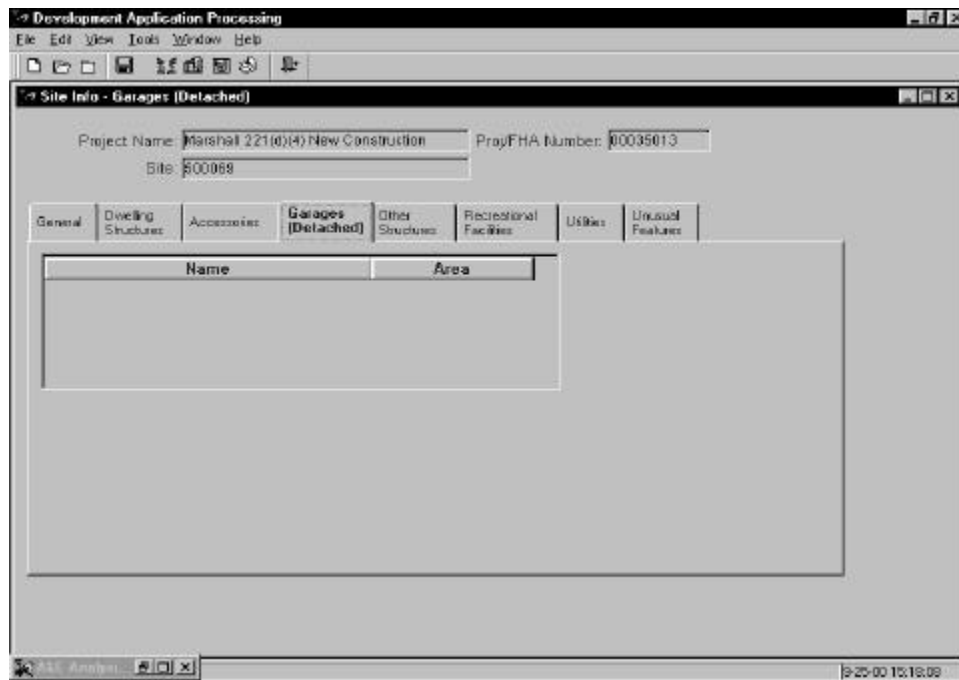 Development Application Processing
File Edit View Tools Window Help
Site Info - Garages (Detached)
Project Name: Marshall 221(d)(4) New Construction Proj/FHA Number: 00035013
Site: 500069
General Dwelling Structures Accessories Garages (Detached) Other Structures Recreational Facilities Utilities Unusual Features
Name Area
A&E
9-25-00 15:18:09